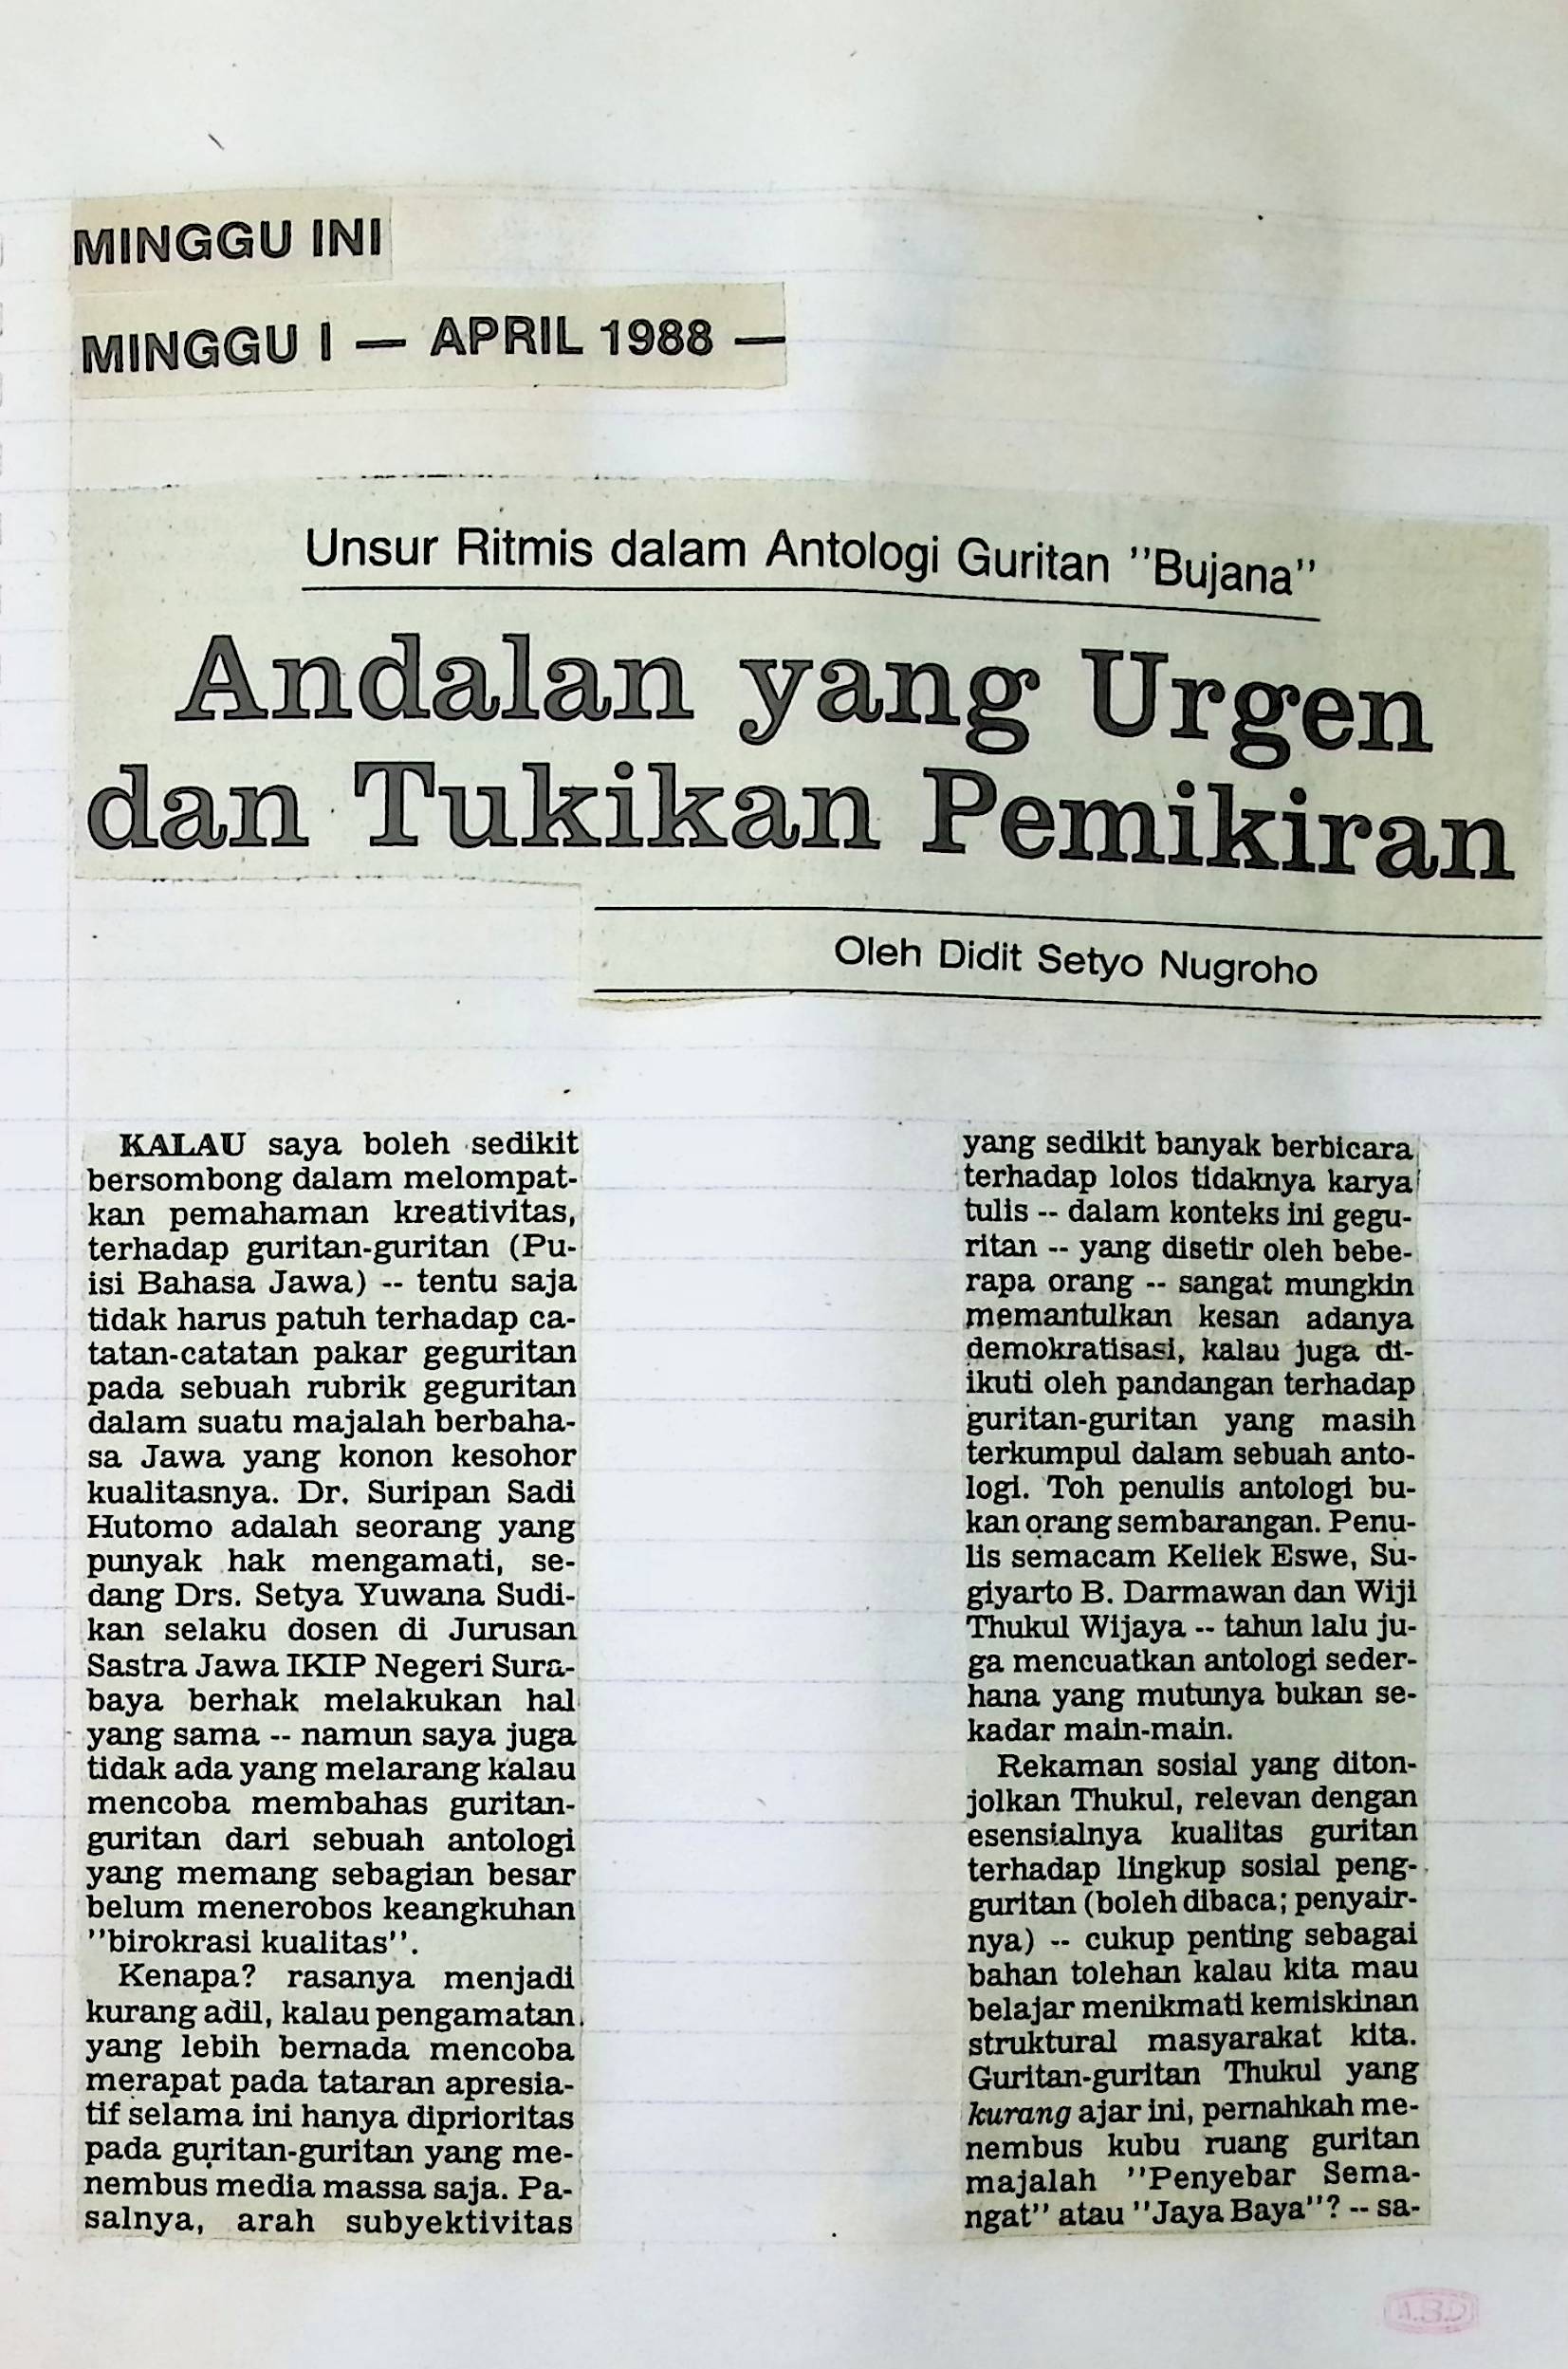 MINGGU INI
MINGGU I — APRIL 1988 —
Unsur Ritmis dalam Antologi Guritan ''Bujana''
Andalan yang Urgen
dan Tukikan Pemikiran
Oleh Didit Setyo Nugroho
KALAU saya boleh sedikit
bersombong dalam melompat-
kan pemahaman kreativitas,
terhadap guritan-guritan (Pu-
isi Bahasa Jawa) -- tentu saja
tidak harus patuh terhadap ca-
tatan-catatan pakar geguritan
pada sebuah rubrik geguritan
dalam suatu majalah berbaha-
sa Jawa yang konon kesohor
kualitasnya. Dr. Suripan Sadi
Hutomo adalah seorang yang
punyak hak mengamati, se-
dang Drs. Setya Yuwana Sudi-
kan selaku dosen di Jurusan
Sastra Jawa IKIP Negeri Sura-
baya berhak melakukan hal
yang sama -- namun saya juga
tidak ada yang melarang kalau
mencoba membahas guritan-
guritan dari sebuah antologi
yang memang sebagian besar
belum menerobos keangkuhan
''birokrasi kualitas''.
Kenapa? rasanya menjadi
kurang adil, kalau pengamatan
yang lebih bernada mencoba
merapat pada tataran apresia-
tif selama ini hanya diprioritas
pada guritan-guritan yang me-
nembus media massa saja. Pa-
salnya, arah subyektivitas
yang sedikit banyak berbicara
terhadap lolos tidaknya karya
tulis -- dalam konteks ini gegu-
ritan -- yang disetir oleh bebe-
rapa orang -- sangat mungkin
memantulkan kesan adanya
demokratisasi, kalau juga di-
ikuti oleh pandangan terhadap
guritan-guritan yang masih
terkumpul dalam sebuah anto-
logi. Toh penulis antologi bu-
kan orang sembarangan. Penu-
lis semacam Keliek Eswe, Su-
giyarto B. Darmawan dan Wiji
Thukul Wijaya -- tahun lalu ju-
ga mencuatkan antologi seder-
hana yang mutunya bukan se-
kadar main-main.
Rekaman sosial yang diton-
jolkan Thukul, relevan dengan
esensialnya kualitas guritan
terhadap lingkup sosial peng-
guritan (boleh dibaca; penyair-
nya) -- cukup penting sebagai
bahan tolehan kalau kita mau
belajar menikmati kemiskinan
struktural masyarakat kita.
Guritan-guritan Thukul yang
kurang ajar ini, pernahkah me-
nembus kubu ruang guritan
majalah ''Penyebar Sema-
ngat'' atau ''Jaya Baya''? -- sa-
A.B.D